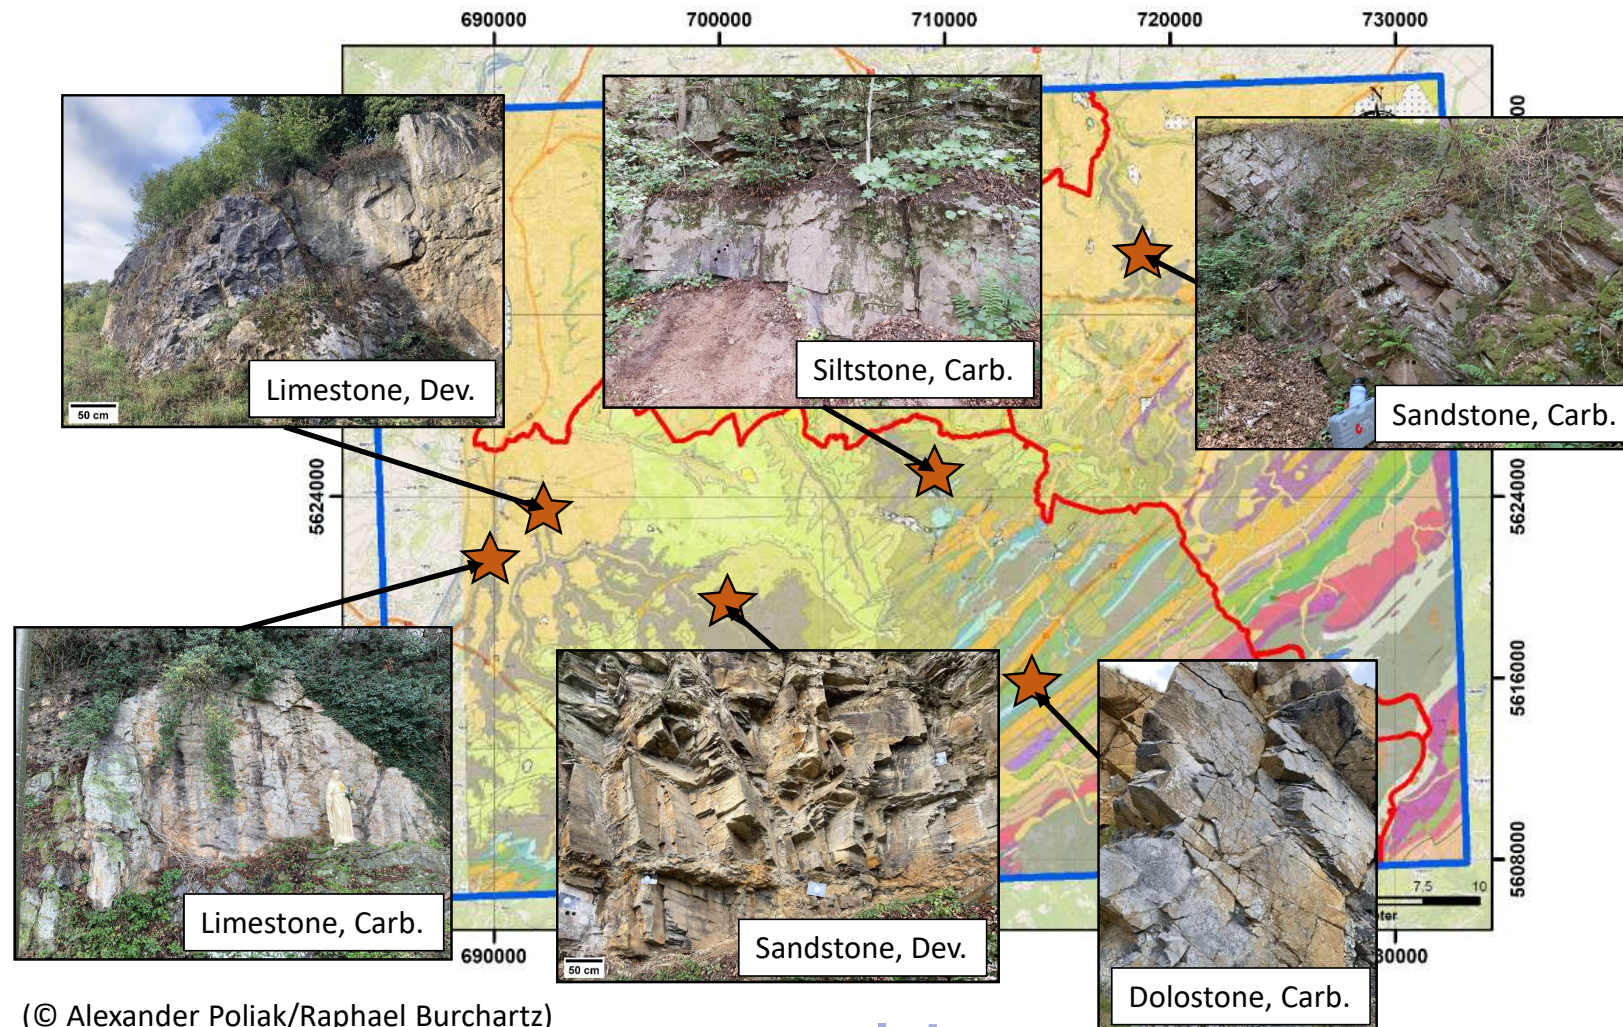 690000
700000
710000
720000
730000
N
Limestone, Dev.
50 cm
Siltstone, Carb.
Sandstone, Carb.
5624000
5624000
5616000
5608000
Limestone, Carb.
Sandstone, Dev.
50 cm
Dolostone, Carb.
7.5
10
690000
(© Alexander Poliak/Raphael Burchartz)